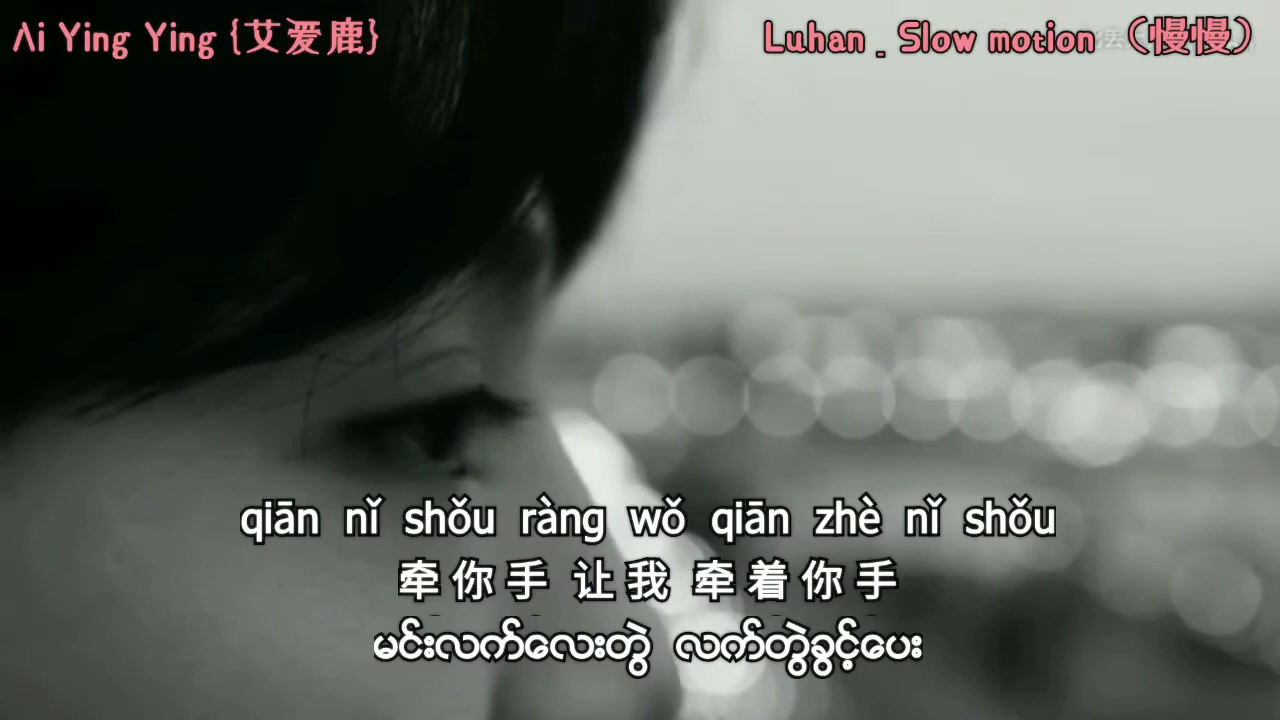 Ai Ying Ying {艾爱鹿}
Luhan _ Slow motion （慢慢）
qiān nǐ shǒu ràng wǒ qiān zhè nǐ shǒu
牵你手 让我 牵着你手
မင်းလက်လေးတွဲ လက်တွဲခွင့်ပေး